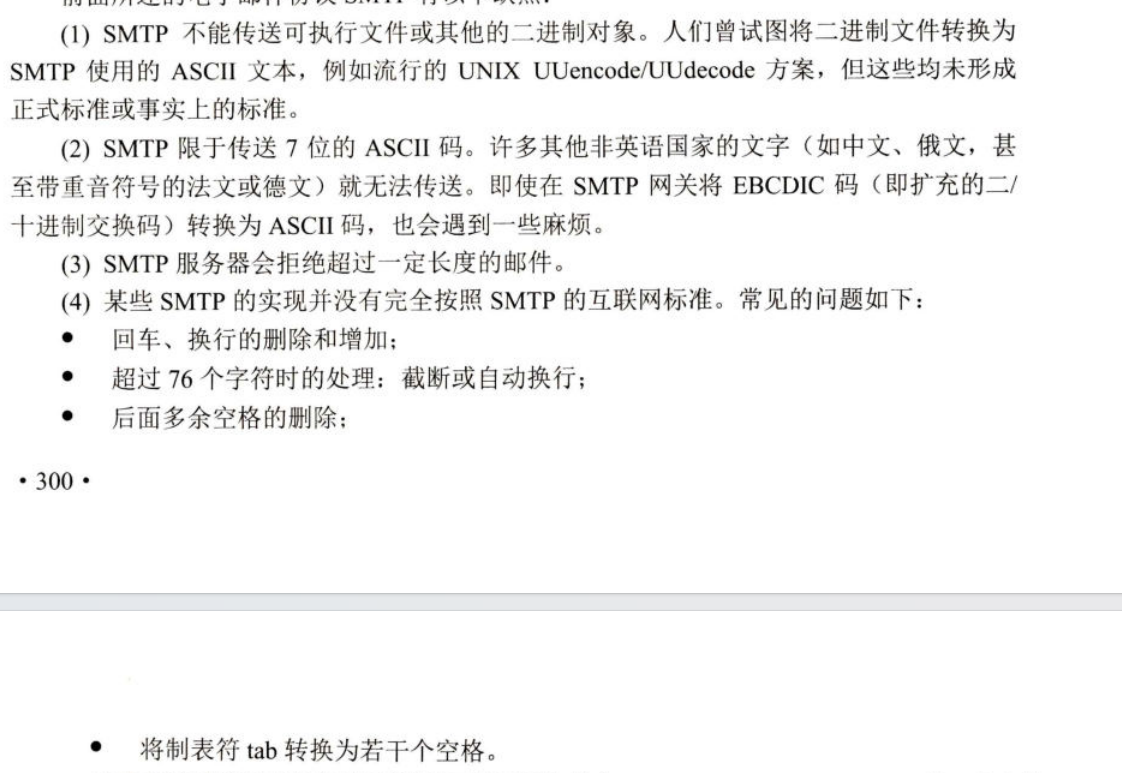 (1) SMTP 不能传送可执行文件或其他的二进制对象。人们曾试图将二进制文件转换为
SMTP 使用的 ASCII 文本，例如流行的 UNIX UUencode/UUdecode 方案，但这些均未形成
正式标准或事实上的标准。
(2) SMTP 限于传送 7 位的 ASCII 码。许多其他非英语国家的文字（如中文、俄文，甚
至带重音符号的法文或德文）就无法传送。即使在 SMTP 网关将 EBCDIC 码（即扩充的二/
十进制交换码）转换为 ASCII 码，也会遇到一些麻烦。
(3) SMTP 服务器会拒绝超过一定长度的邮件。
(4) 某些 SMTP 的实现并没有完全按照 SMTP 的互联网标准。常见的问题如下：
● 回车、换行的删除和增加；
● 超过 76 个字符时的处理：截断或自动换行；
● 后面多余空格的删除；
·300·
● 将制表符 tab 转换为若干个空格。